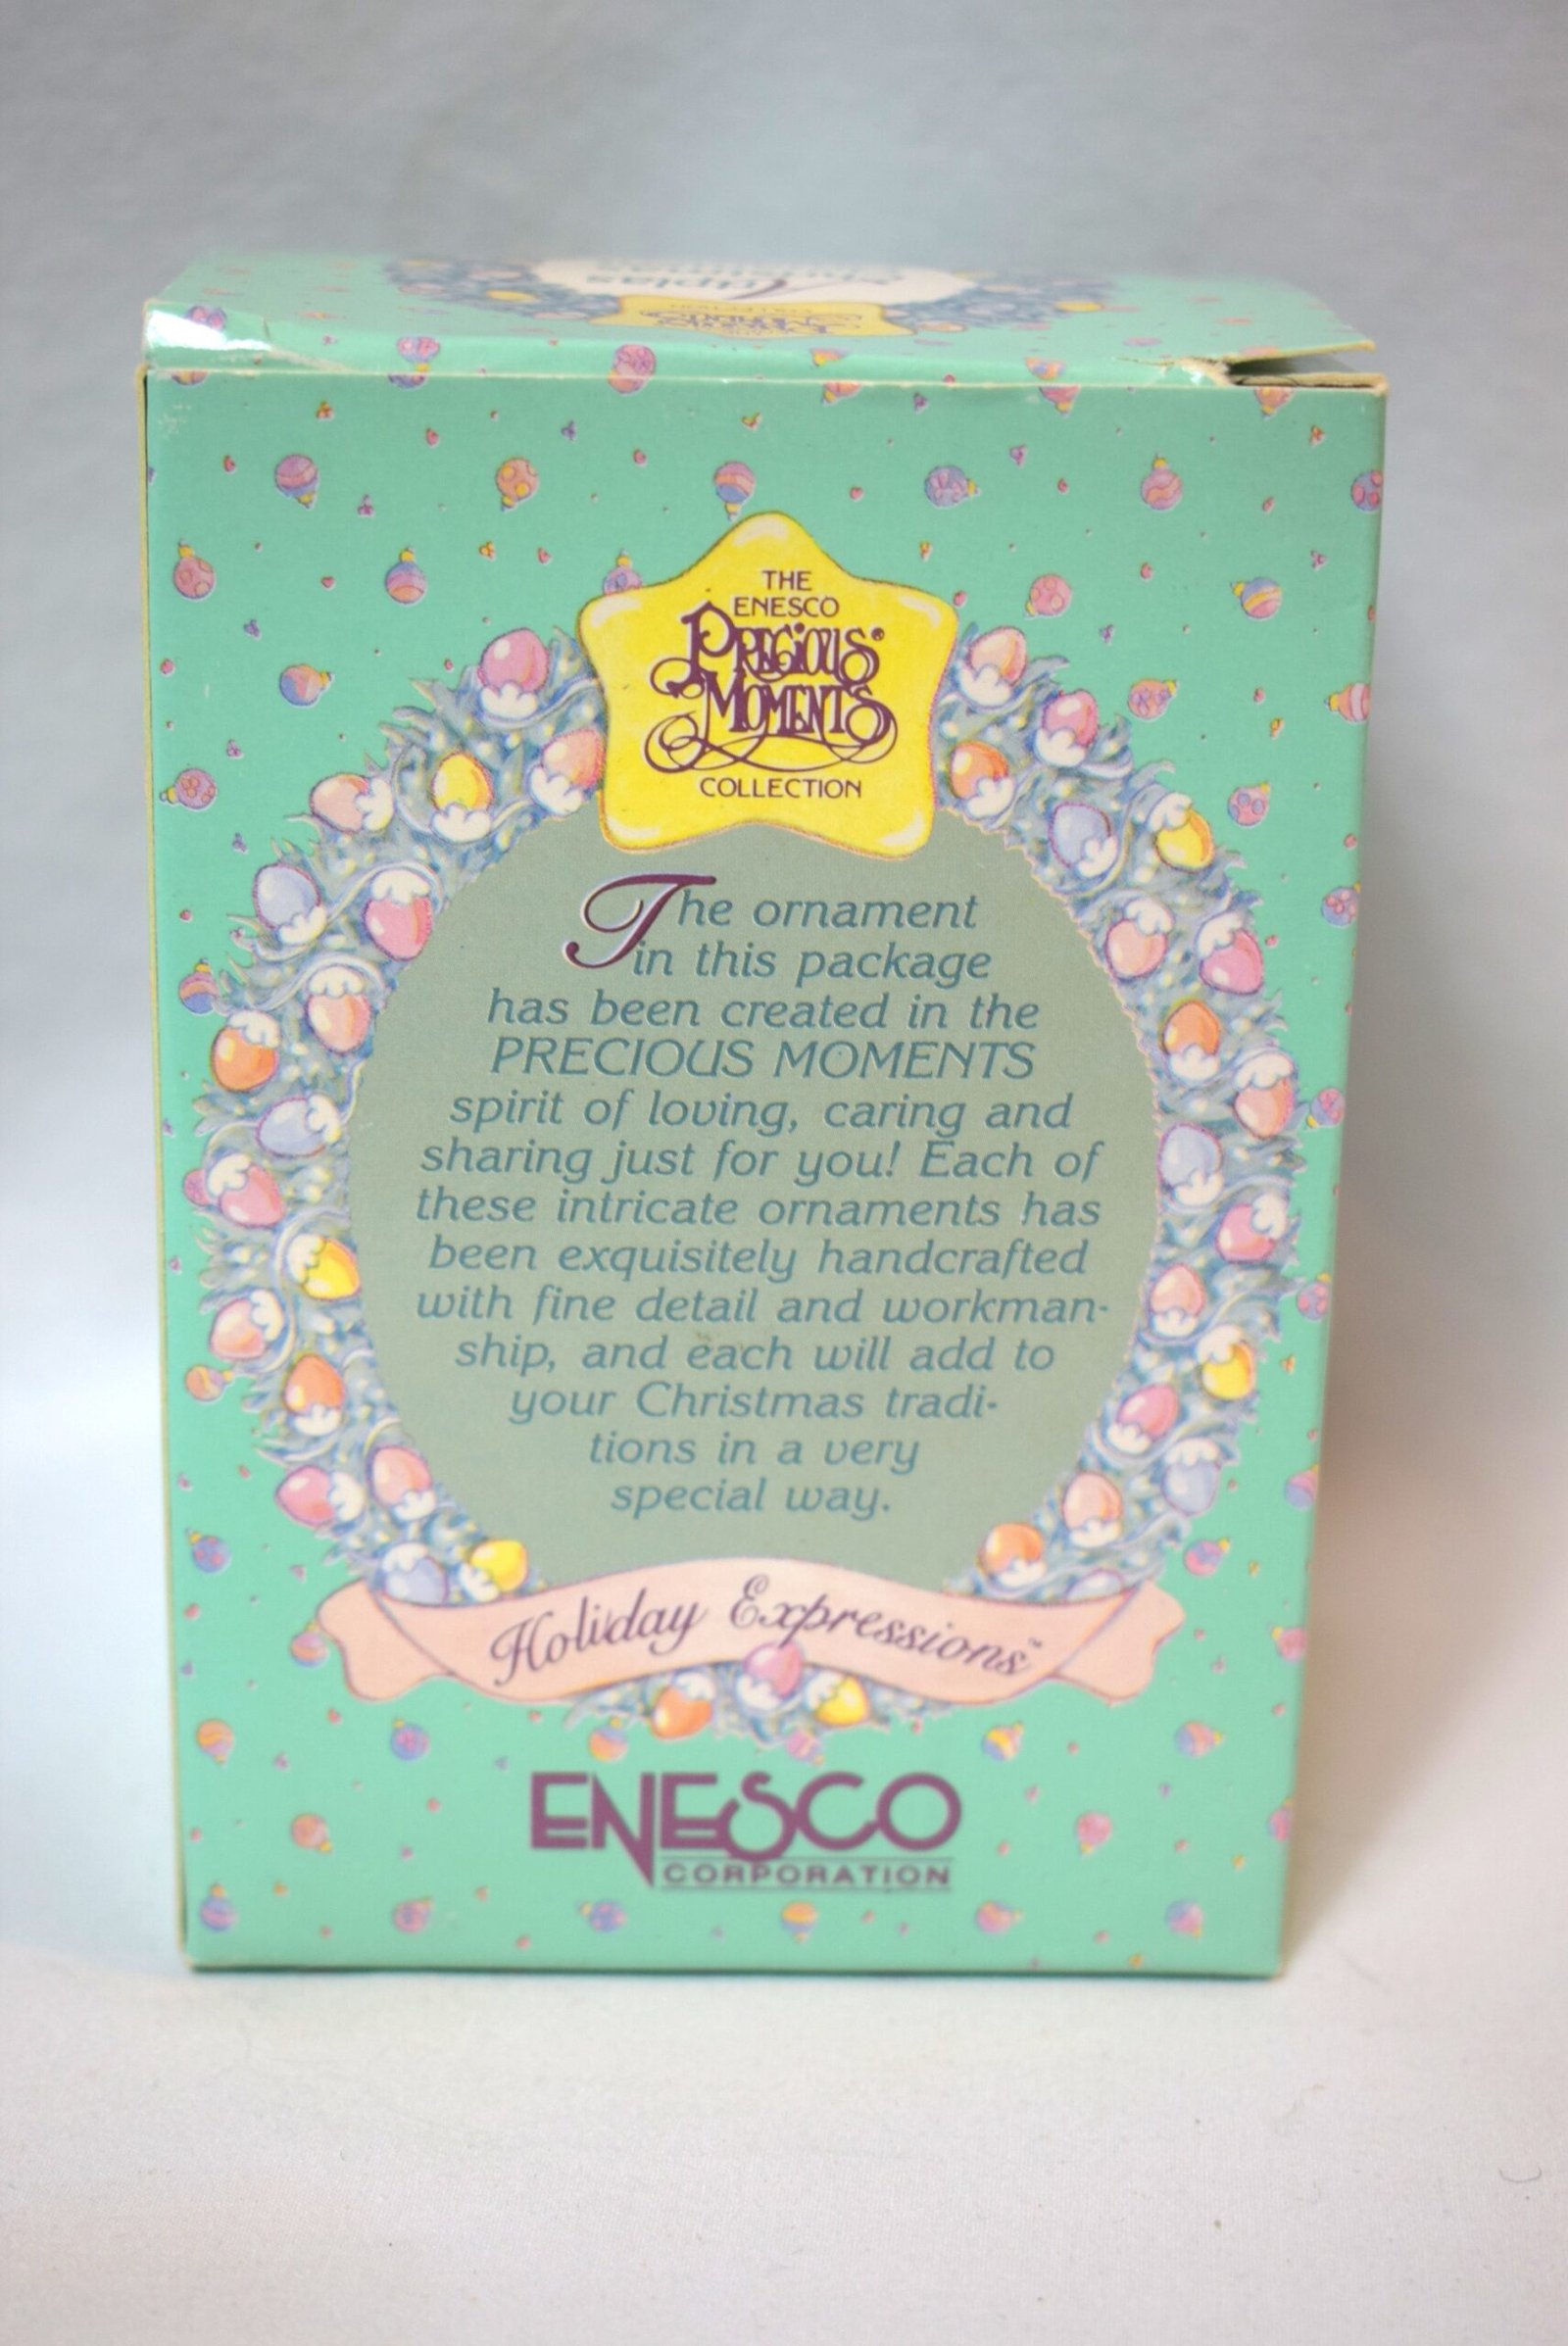 THE
ENESCO
PRECIOUS®
MOMENTS
COLLECTION
The ornament
in this package
has been created in the
PRECIOUS MOMENTS
spirit of loving, caring and
sharing just for you! Each of
these intricate ornaments has
been exquisitely handcrafted
with fine detail and workman-
ship, and each will add to
your Christmas tradi-
tions in a very
special way.
Holiday Expressions™
ENESCO
CORPORATION